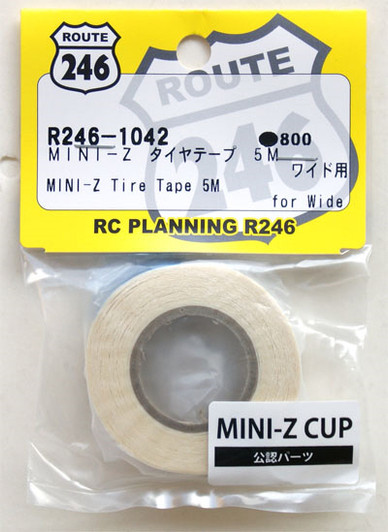 ROUTE
246
ROUTE
246
R246-1042 ●800
MINI-Z タイヤテープ 5M
ワイド用
MINI-Z Tire Tape 5M
for Wide
RC PLANNING R246
MINI-Z CUP
公認パーツ